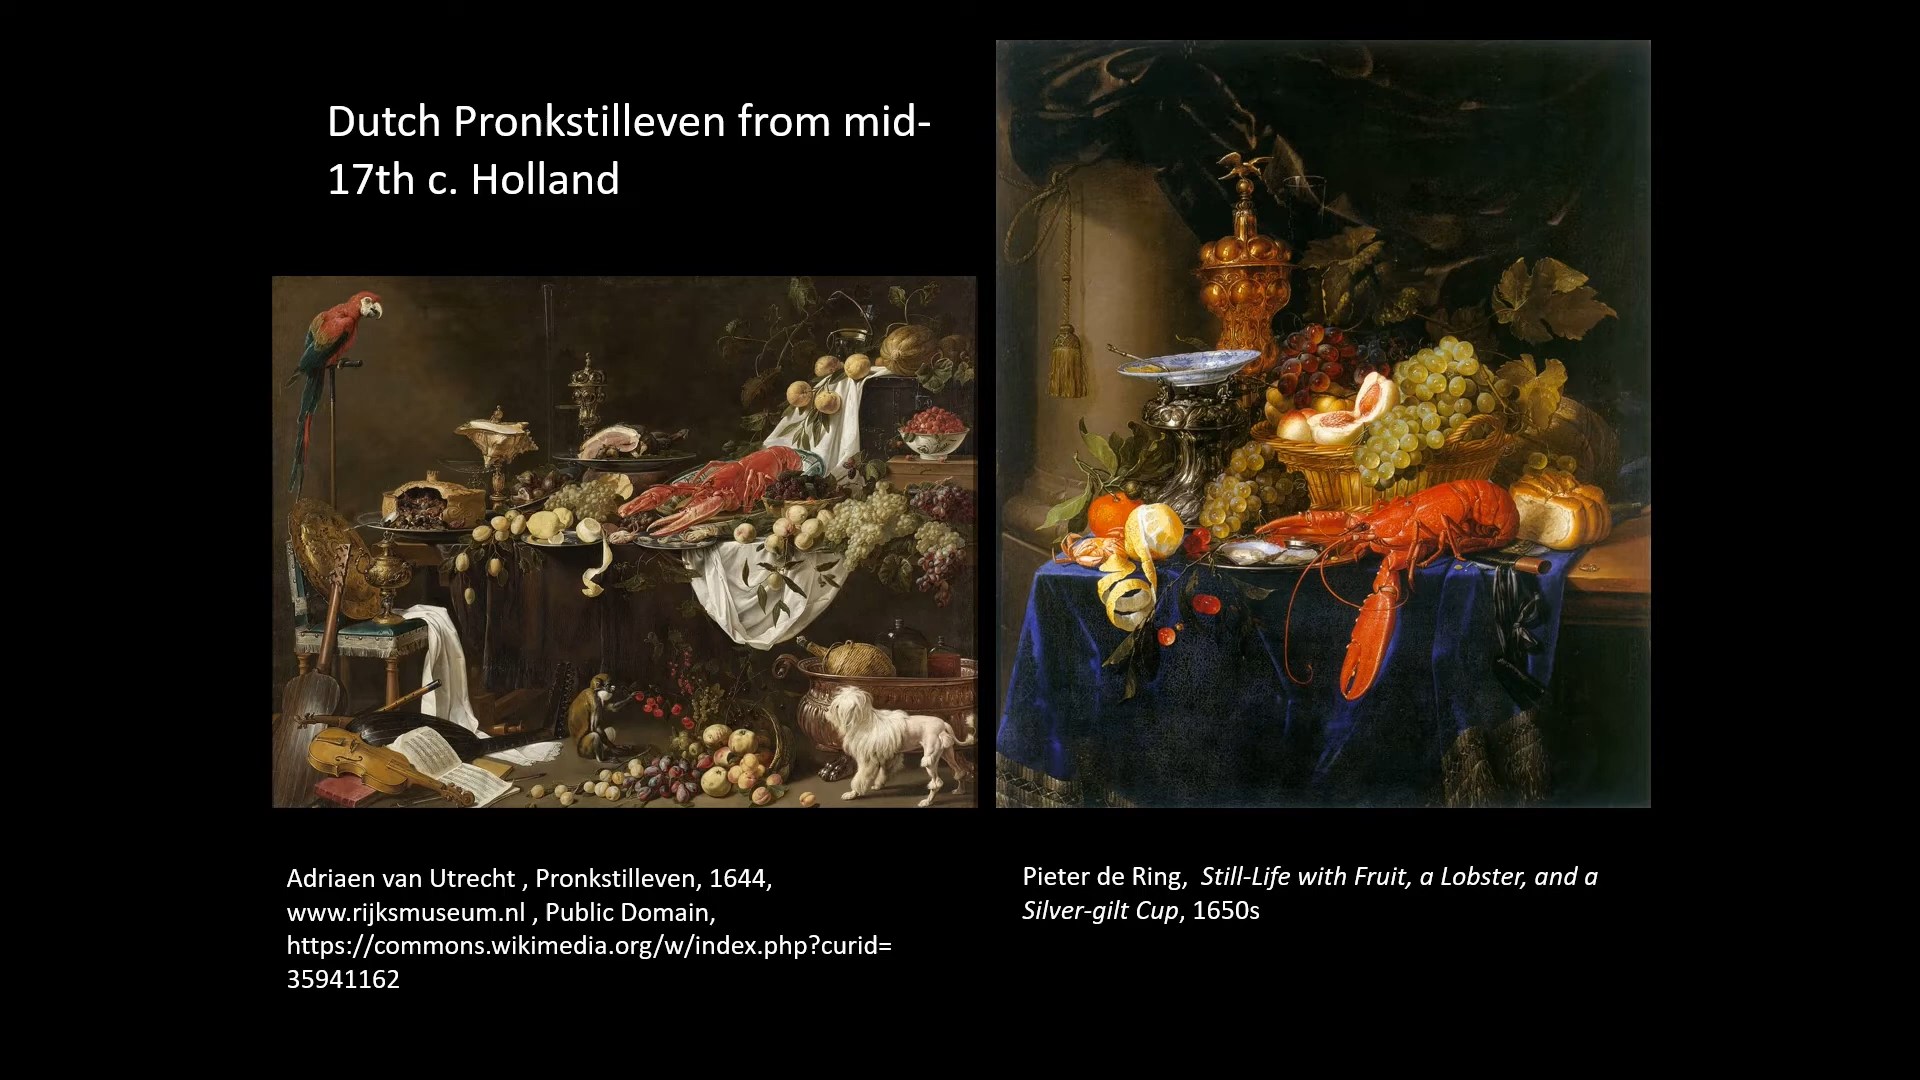 Dutch Pronkstilleven from mid-
17th c. Holland
Adriaen van Utrecht , Pronkstilleven, 1644,
www.rijksmuseum.nl , Public Domain,
https://commons.wikimedia.org/w/index.php?curid=
35941162
Pieter de Ring, Still-Life with Fruit, a Lobster, and a
Silver-gilt Cup, 1650s